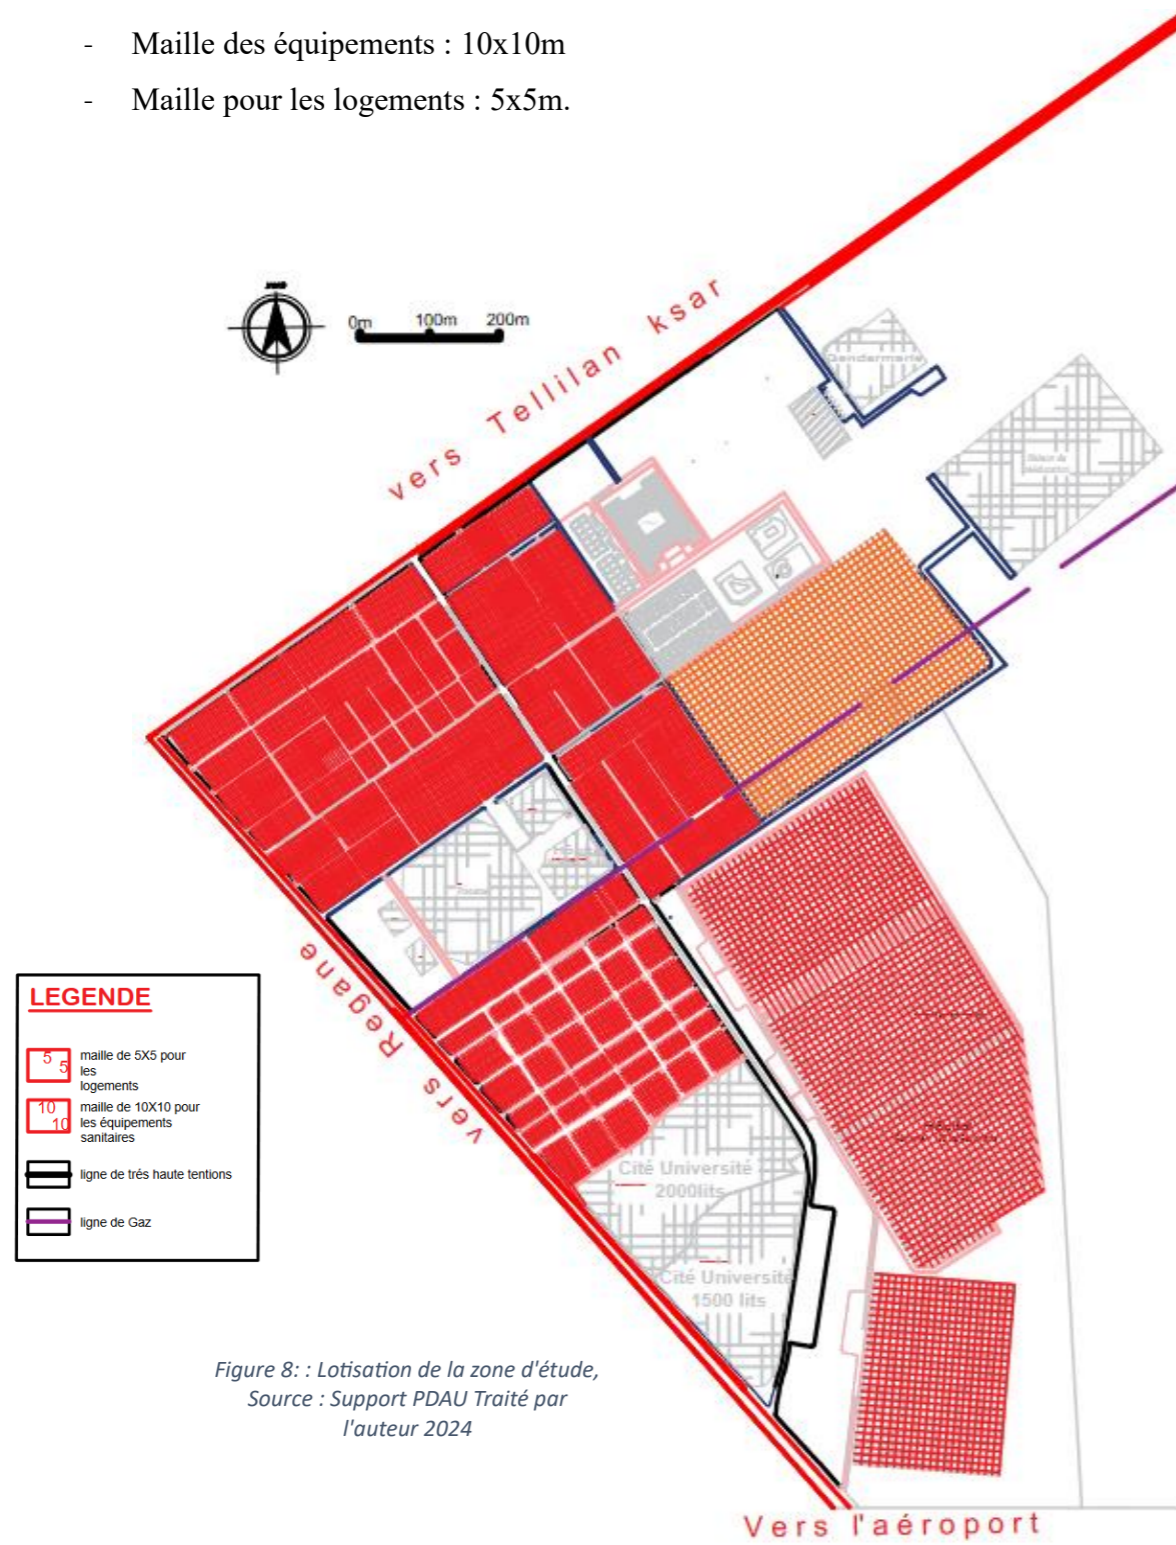 - Maille des équipements : 10x10m
- Maille pour les logements : 5x5m.
0m 100m 200m
vers Tellilan ksar
Gendarmerie
vers Regane
LEGENDE
5
5
maille de 5X5 pour
les
logements
10
10
maille de 10X10 pour
les équipements
sanitaires
ligne de trés haute tentions
ligne de Gaz
Cité Université
2000lits
Cité Université
1500 lits
Figure 8: : Lotisation de la zone d'étude,
Source : Support PDAU Traité par
l'auteur 2024
Vers l'aéroport